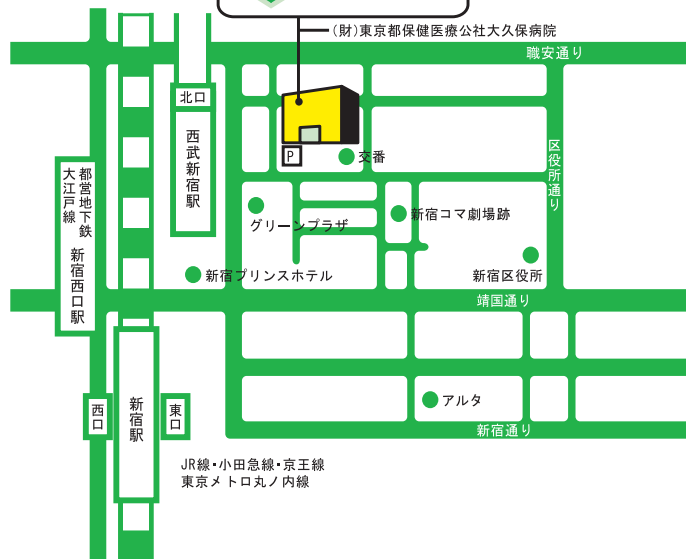 (財)東京都保健医療公社大久保病院
職安通り
北口
西武新宿駅
P
交番
区役所通り
都営地下鉄
大江戸線
新宿西口駅
グリーンプラザ
新宿コマ劇場跡
新宿プリンスホテル
新宿区役所
靖国通り
アルタ
新宿通り
西口
新宿駅
東口
JR線・小田急線・京王線
東京メトロ丸ノ内線